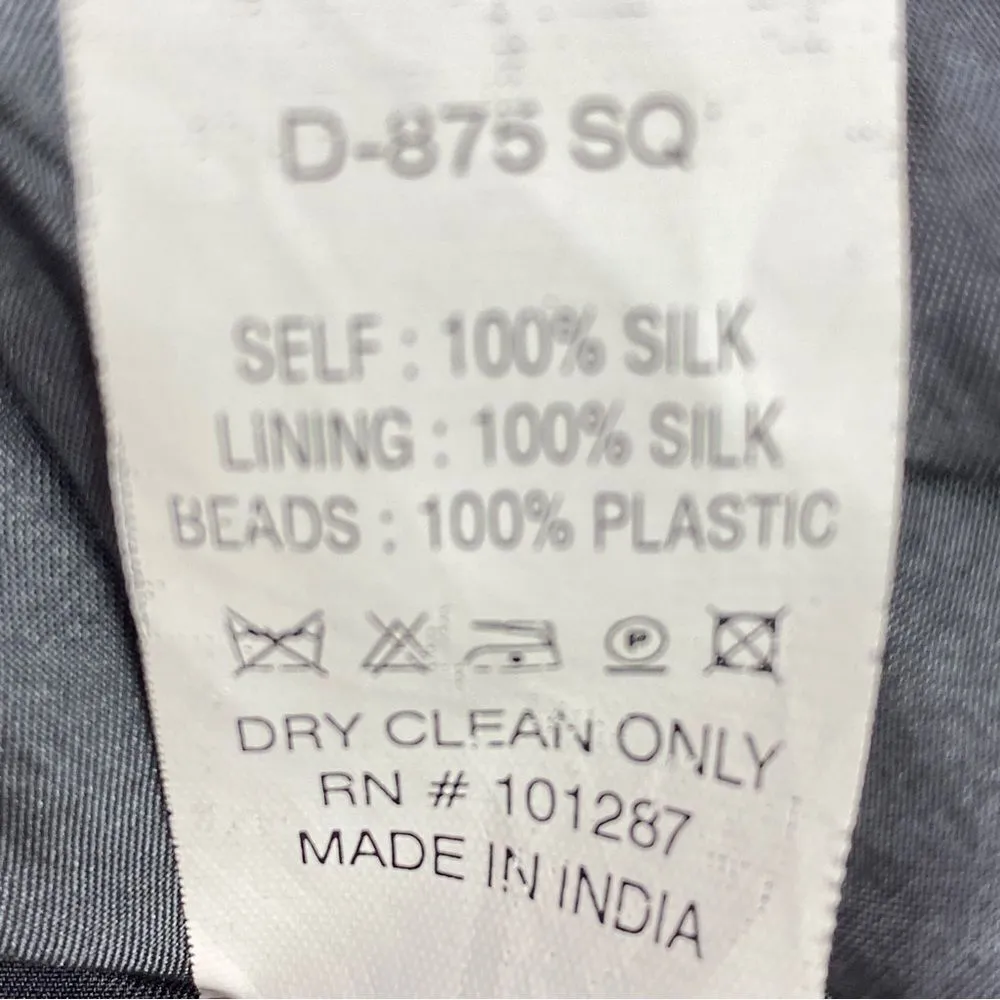 D-875 SQ
SELF : 100% SILK
LINING : 100% SILK
BEADS : 100% PLASTIC
P
DRY CLEAN ONLY
RN # 101287
MADE IN INDIA